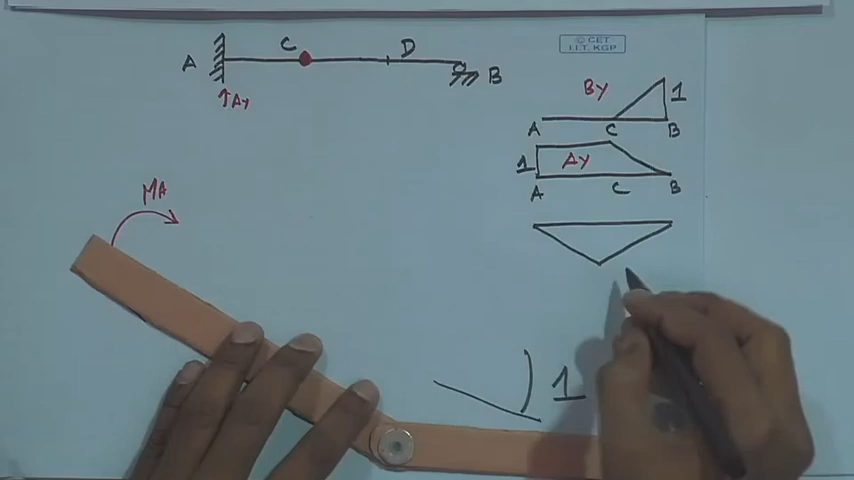 © CET
I.I.T. KGP
A C D B
Ay
By 1
A C B
1 Ay
A C B
MA
1